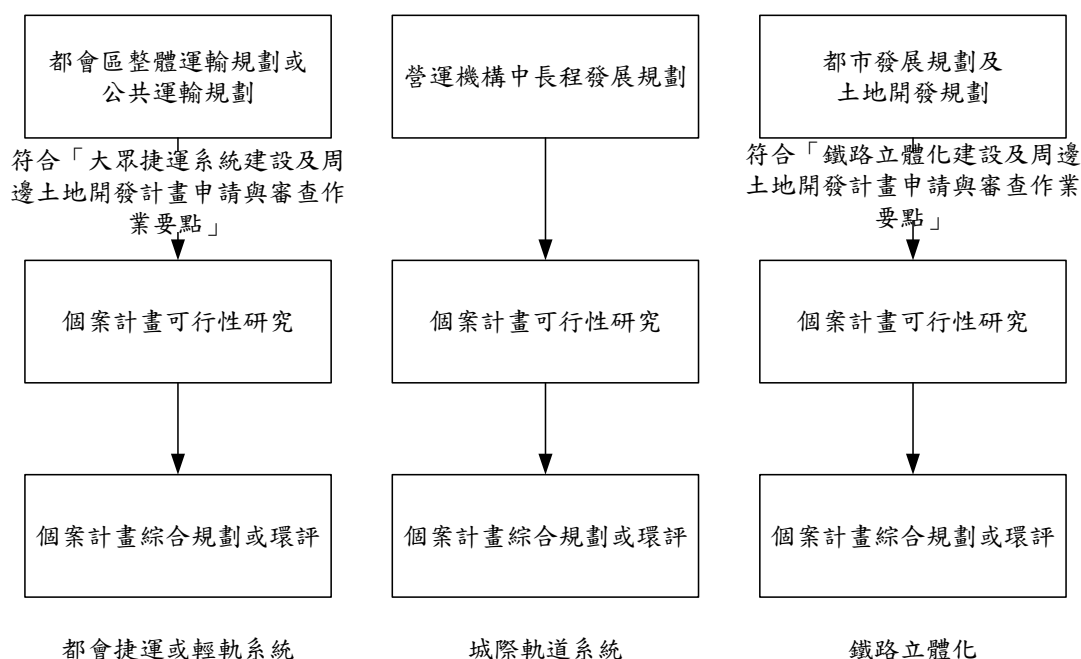 都會區整體運輸規劃或
公共運輸規劃
符合「大眾捷運系統建設及周
邊土地開發計畫申請與審查作
業要點」
個案計畫可行性研究
個案計畫綜合規劃或環評
都會捷運或輕軌系統
營運機構中長程發展規劃
個案計畫可行性研究
個案計畫綜合規劃或環評
城際軌道系統
都市發展規劃及
土地開發規劃
符合「鐵路立體化建設及周邊
土地開發計畫申請與審查作業
要點」
個案計畫可行性研究
個案計畫綜合規劃或環評
鐵路立體化